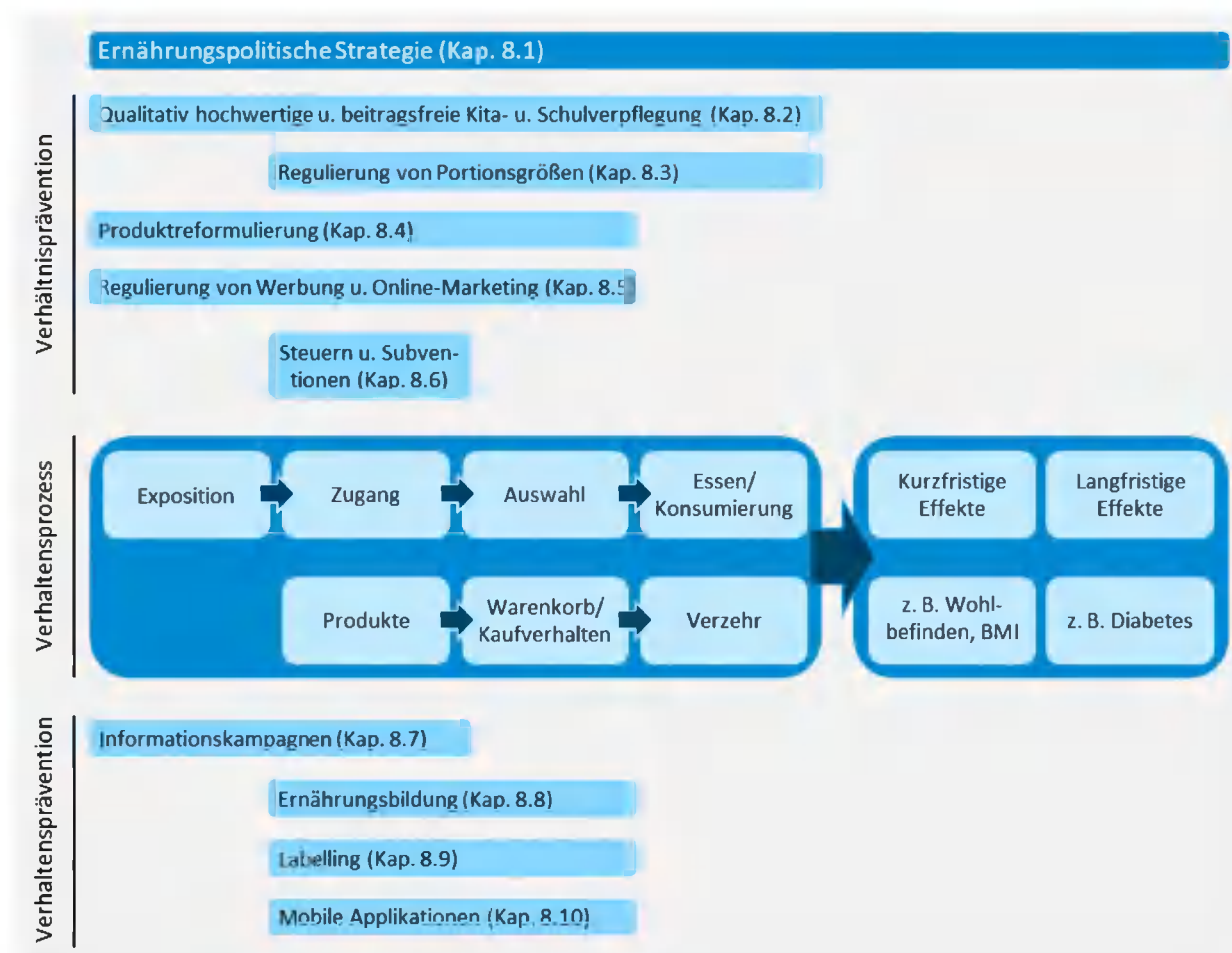 Ernährungspolitische Strategie (Kap. 8.1)
Verhältnisprävention
Qualitativ hochwertige u. beitragsfreie Kita- u. Schulverpflegung (Kap. 8.2)
Regulierung von Portionsgrößen (Kap. 8.3)
Produktreformulierung (Kap. 8.4)
Regulierung von Werbung u. Online-Marketing (Kap. 8.5
Steuern u. Subven-
tionen (Kap. 8.6)
Verhaltensprozess
Exposition
Zugang
Auswahl
Essen/
Konsumierung
Kurzfristige
Effekte
Langfristige
Effekte
Produkte
Warenkorb/
Kaufverhalten
Verzehr
z. B. Wohl-
befinden, BMI
z. B. Diabetes
Verhaltensprävention
Informationskampagnen (Kap. 8.7)
Ernährungsbildung (Kap. 8.8)
Labelling (Kap. 8.9)
Mobile Applikationen (Kap. 8.10)